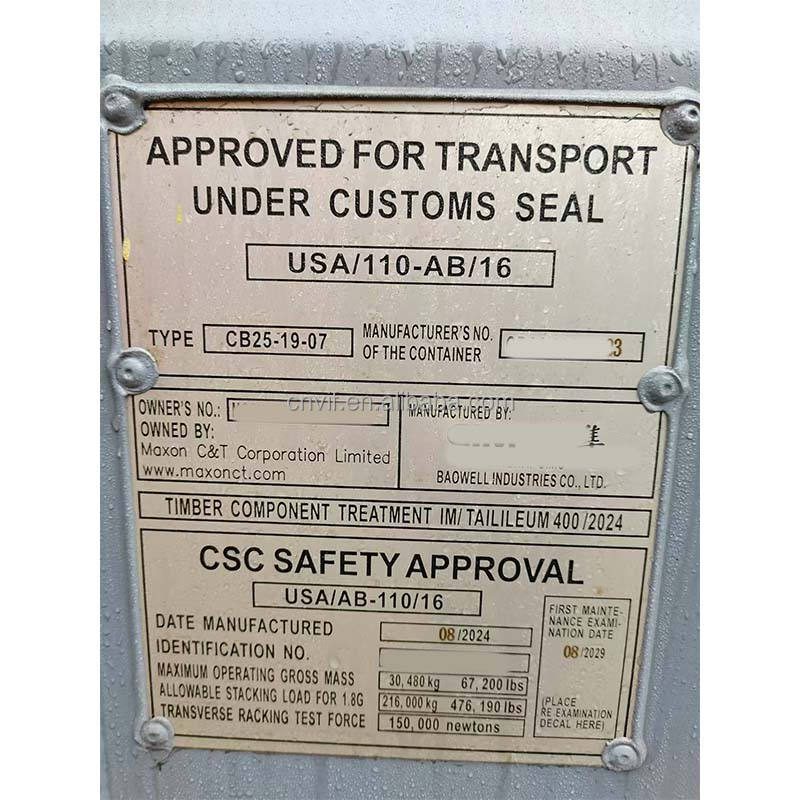 APPROVED FOR TRANSPORT
UNDER CUSTOMS SEAL
USA/110-AB/16
TYPE CB25-19-07
MANUFACTURER'S NO.
OF THE CONTAINER
23
OWNER'S NO.:
OWNED BY:
Maxon C&T Corporation Limited
www.maxonct.com
MANUFACTURED BY:
BAOWELL INDUSTRIES CO., LTD.
cnvif.en.alibaba.com
TIMBER COMPONENT TREATMENT IM/TAILILEUM 400/2024
CSC SAFETY APPROVAL
USA/AB-110/16
DATE MANUFACTURED 08/2024
IDENTIFICATION NO.
MAXIMUM OPERATING GROSS MASS 30,480 kg 67,200 lbs
ALLOWABLE STACKING LOAD FOR 1.8G 216,000 kg 476,190 lbs
TRANSVERSE RACKING TEST FORCE 150,000 newtons
FIRST MAINTE-
NANCE EXAMI-
NATION DATE
08/2029
(PLACE
RE EXAMINATION
DECAL HERE)